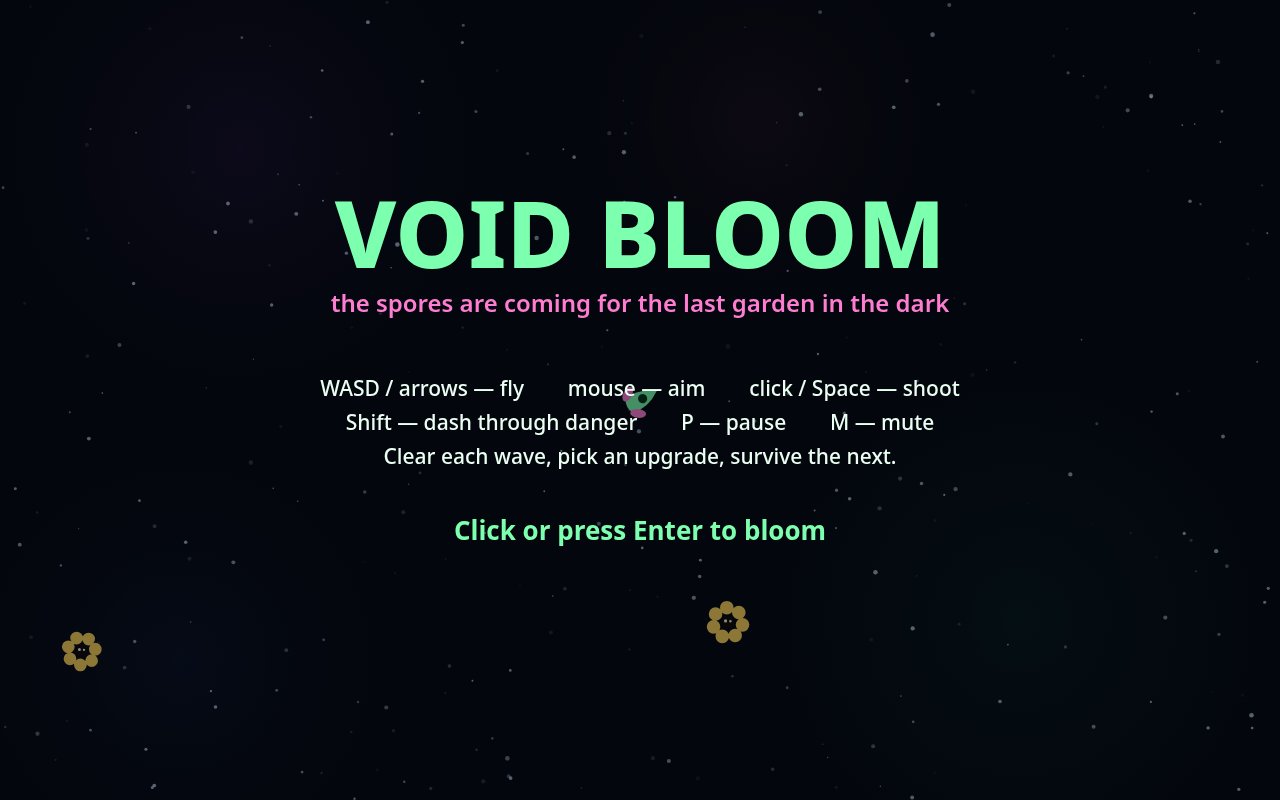 VOID BLOOM
the spores are coming for the last garden in the dark
WASD / arrows — fly mouse — aim click / Space — shoot
Shift — dash through danger P — pause M — mute
Clear each wave, pick an upgrade, survive the next.
Click or press Enter to bloom